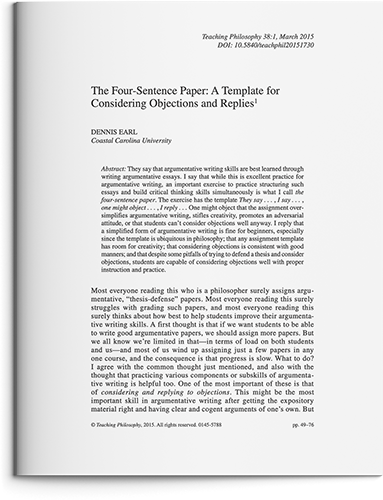 Teaching Philosophy 38:1, March 2015
DOI: 10.5840/teachphil20151730
The Four-Sentence Paper: A Template for
Considering Objections and Replies¹
DENNIS EARL
Coastal Carolina University
Abstract: They say that argumentative writing skills are best learned through
writing argumentative essays. I say that while this is excellent practice for
argumentative writing, an important exercise to practice structuring such
essays and build critical thinking skills simultaneously is what I call the
four-sentence paper. The exercise has the template They say . . . , I say . . . ,
one might object . . . , I reply . . . One might object that the assignment over-
simplifies argumentative writing, stifles creativity, promotes an adversarial
attitude, or that students can't consider objections well anyway. I reply that
a simplified form of argumentative writing is fine for beginners, especially
since the template is ubiquitous in philosophy; that any assignment template
has room for creativity; that considering objections is consistent with good
manners; and that despite some pitfalls of trying to defend a thesis and consider
objections, students are capable of considering objections well with proper
instruction and practice.
Most everyone reading this who is a philosopher surely assigns argu-
mentative, “thesis-defense” papers. Most everyone reading this surely
struggles with grading such papers, and most everyone reading this
surely thinks about how best to help students improve their argumenta-
tive writing skills. A first thought is that if we want students to be able
to write good argumentative papers, we should assign more papers. But
we all know we're limited in that—in terms of load on both students
and us—and most of us wind up assigning just a few papers in any
one course, and the consequence is that progress is slow. What to do?
I agree with the common thought just mentioned, and also with the
thought that practicing various components or subskills of argumenta-
tive writing is helpful too. One of the most important of these is that
of considering and replying to objections. This might be the most
important skill in argumentative writing after getting the expository
material right and having clear and cogent arguments of one's own. But
© Teaching Philosophy, 2015. All rights reserved. 0145-5788
pp. 49–76